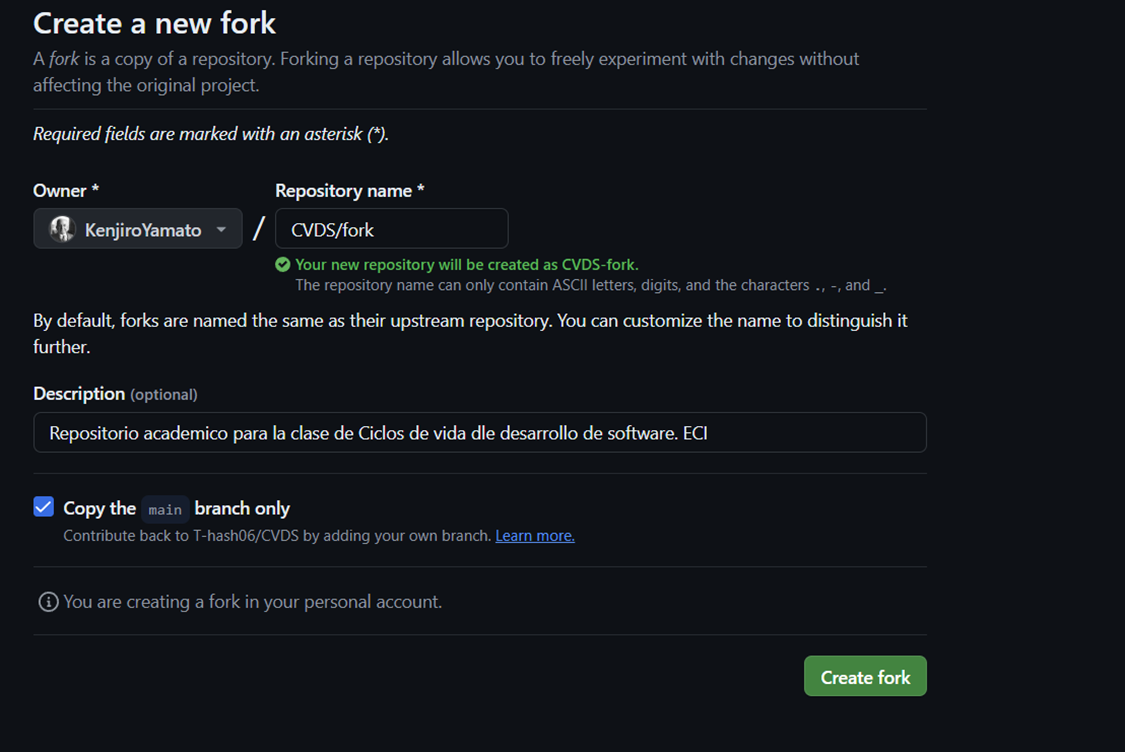 Create a new fork
A fork is a copy of a repository. Forking a repository allows you to freely experiment with changes without
affecting the original project.
Required fields are marked with an asterisk (*).
Owner *
Repository name *
KenjiroYamato
/
CVDS/fork
Your new repository will be created as CVDS-fork.
The repository name can only contain ASCII letters, digits, and the characters ., -, and _.
By default, forks are named the same as their upstream repository. You can customize the name to distinguish it
further.
Description (optional)
Repositorio academico para la clase de Ciclos de vida dle desarrollo de software. ECI
Copy the main branch only
Contribute back to T-hash06/CVDS by adding your own branch. Learn more.
You are creating a fork in your personal account.
Create fork